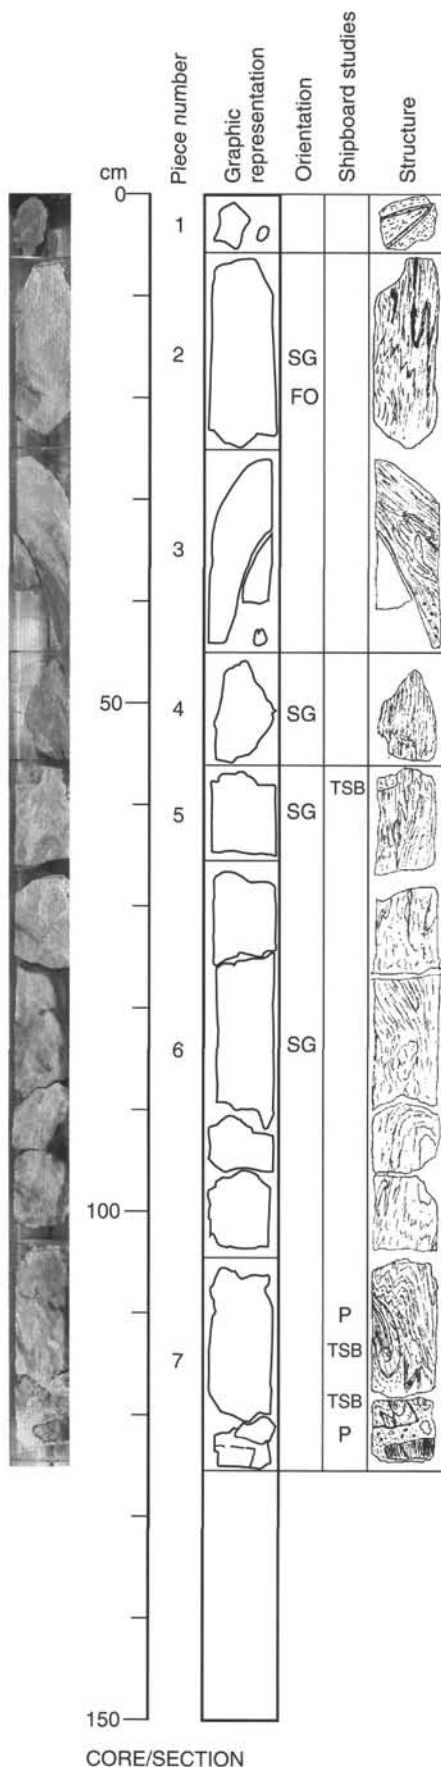 cm
Piece number
Graphic representation
Orientation
Shipboard studies
Structure
0
1
2
SG
FO
3
50
4
SG
5
SG
TSB
6
SG
100
7
P
TSB
TSB
P
150
CORE/SECTION